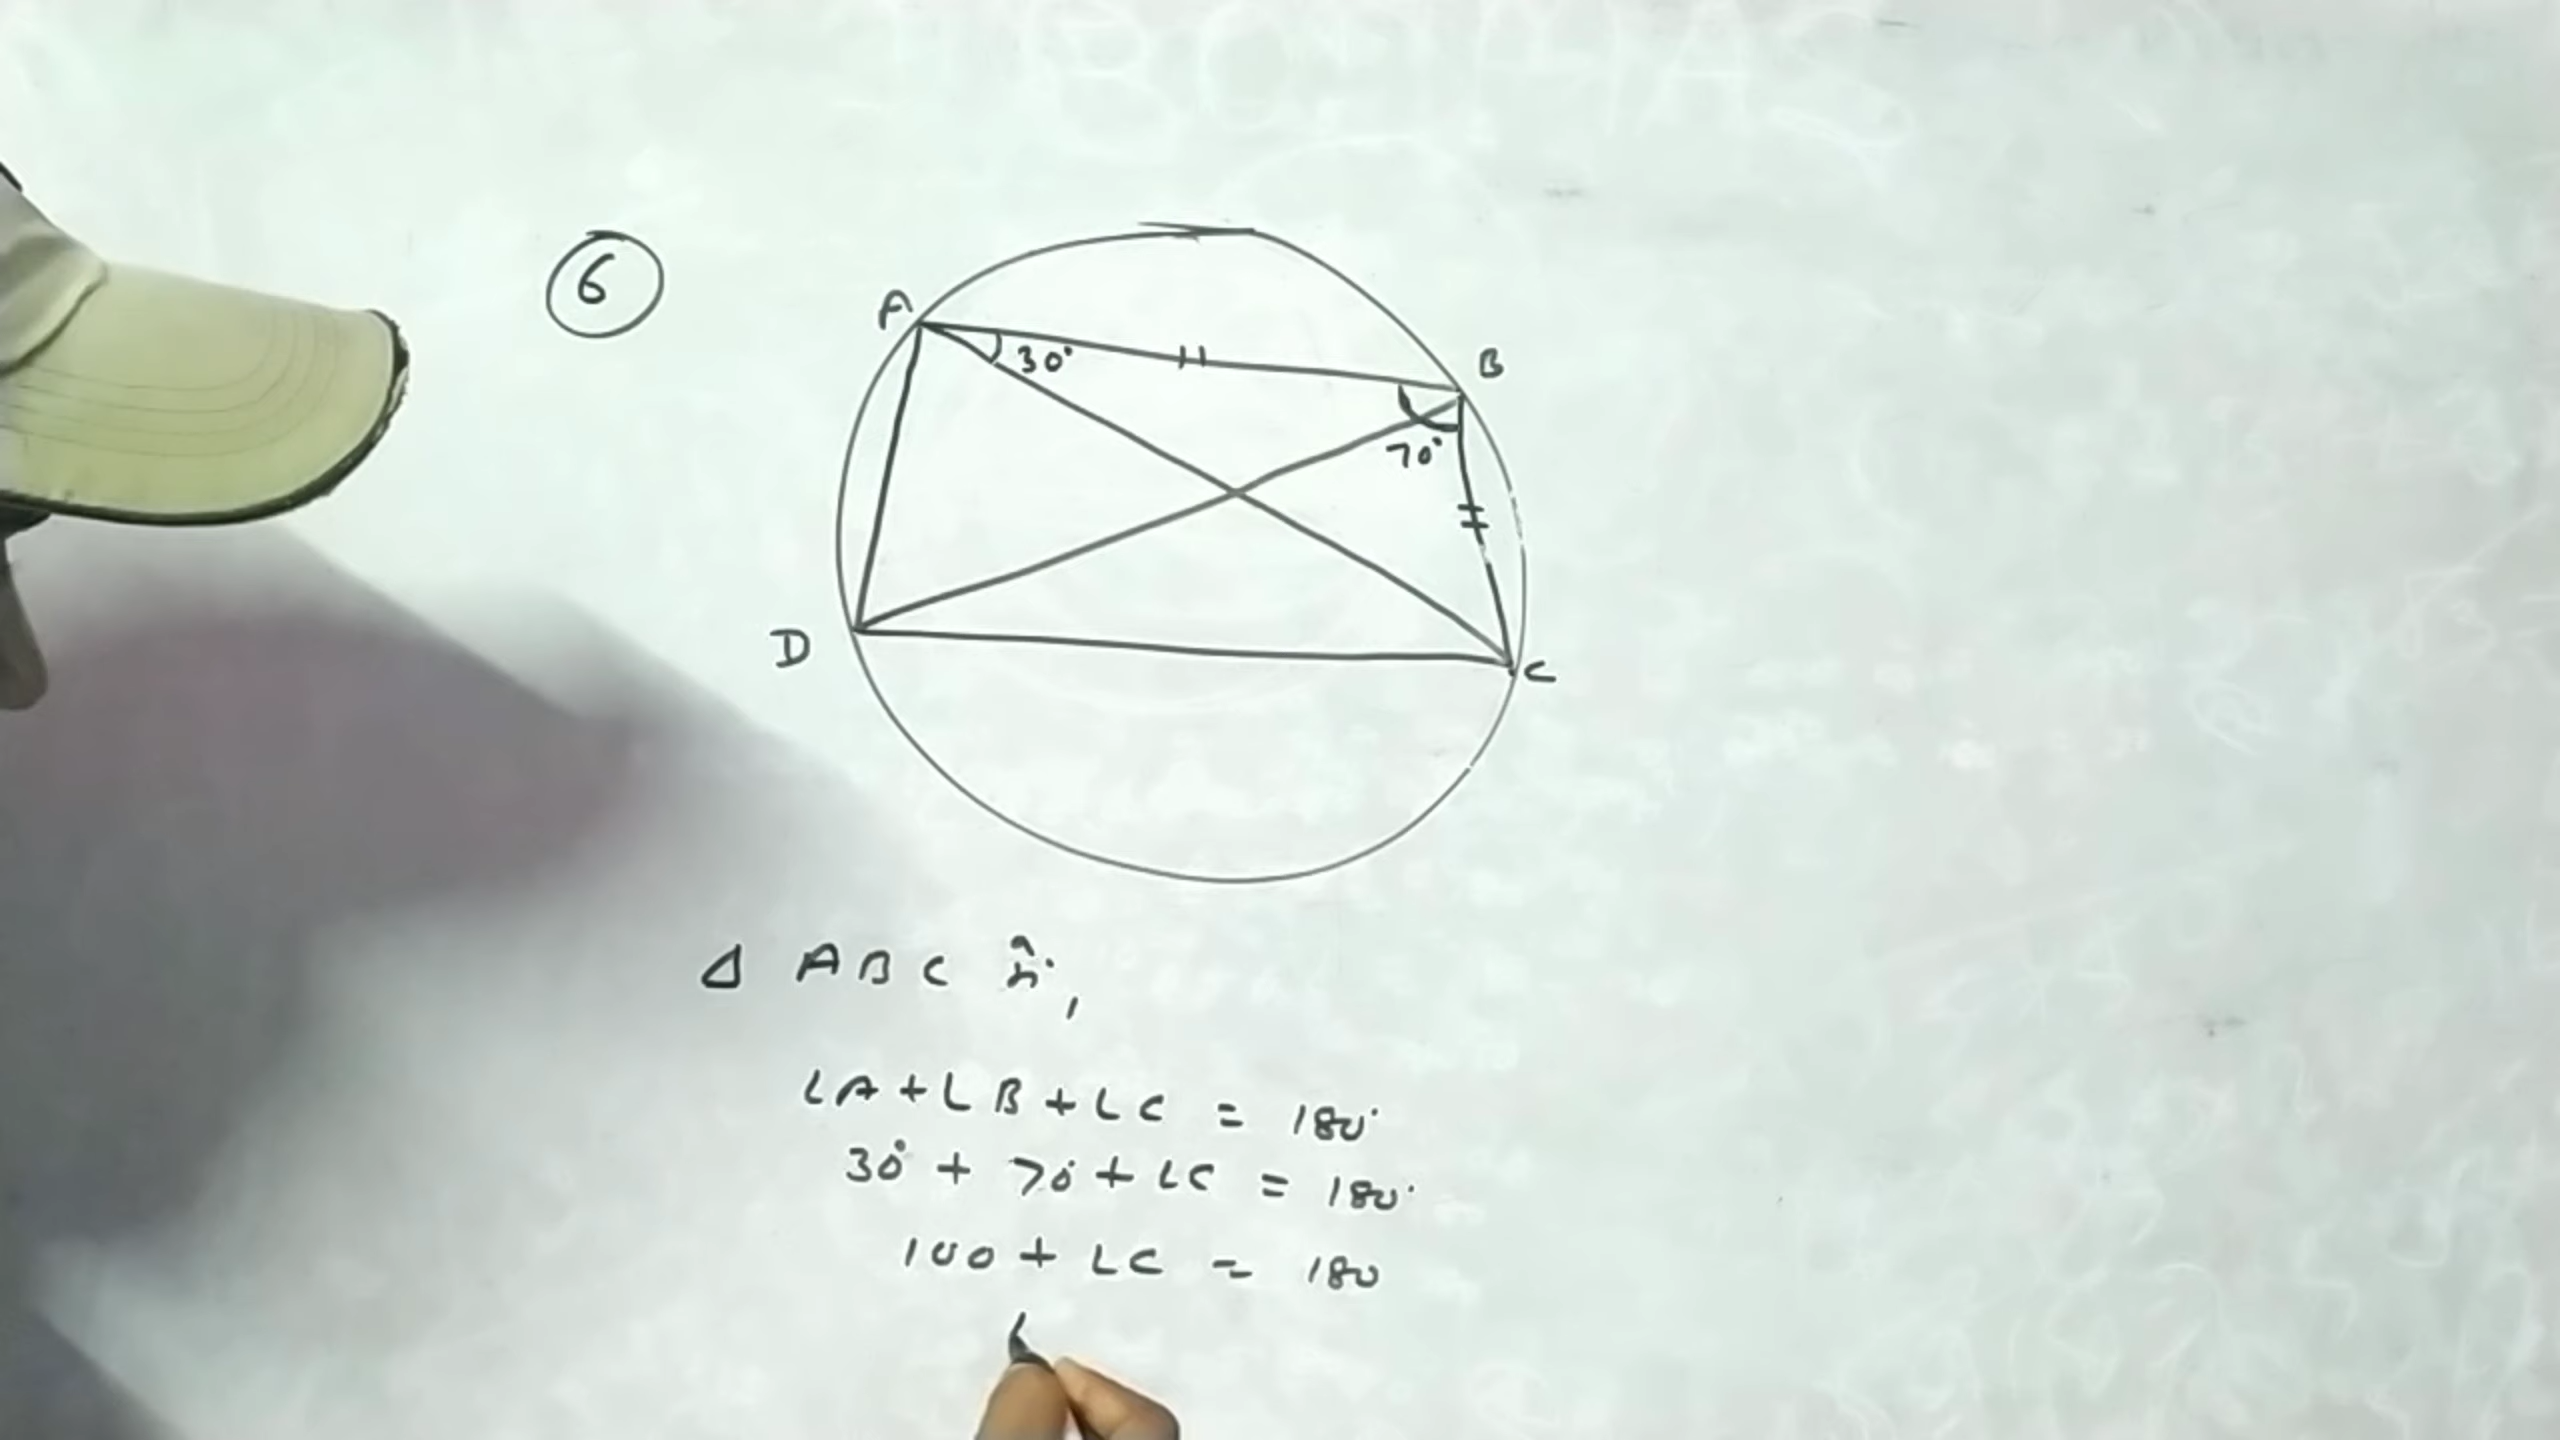 6
A
B
30°
70°
D
C
Δ ABC में,
∠A + ∠B + ∠C = 180°
30° + 70° + ∠C = 180°
100 + ∠C = 180